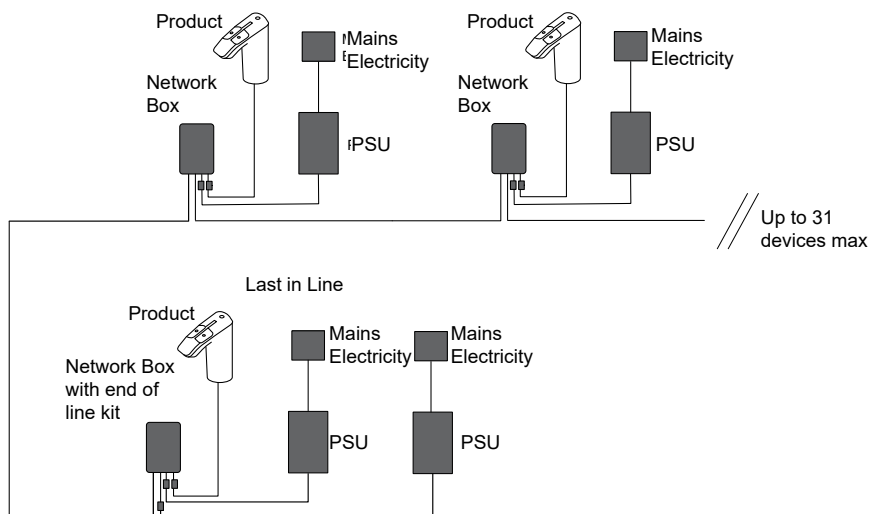 Product
Mains
Electricity
Network
Box
PSU
Product
Mains
Electricity
Network
Box
PSU
Up to 31
devices max
Last in Line
Product
Mains
Electricity
Mains
Electricity
Network Box
with end of
line kit
PSU
PSU